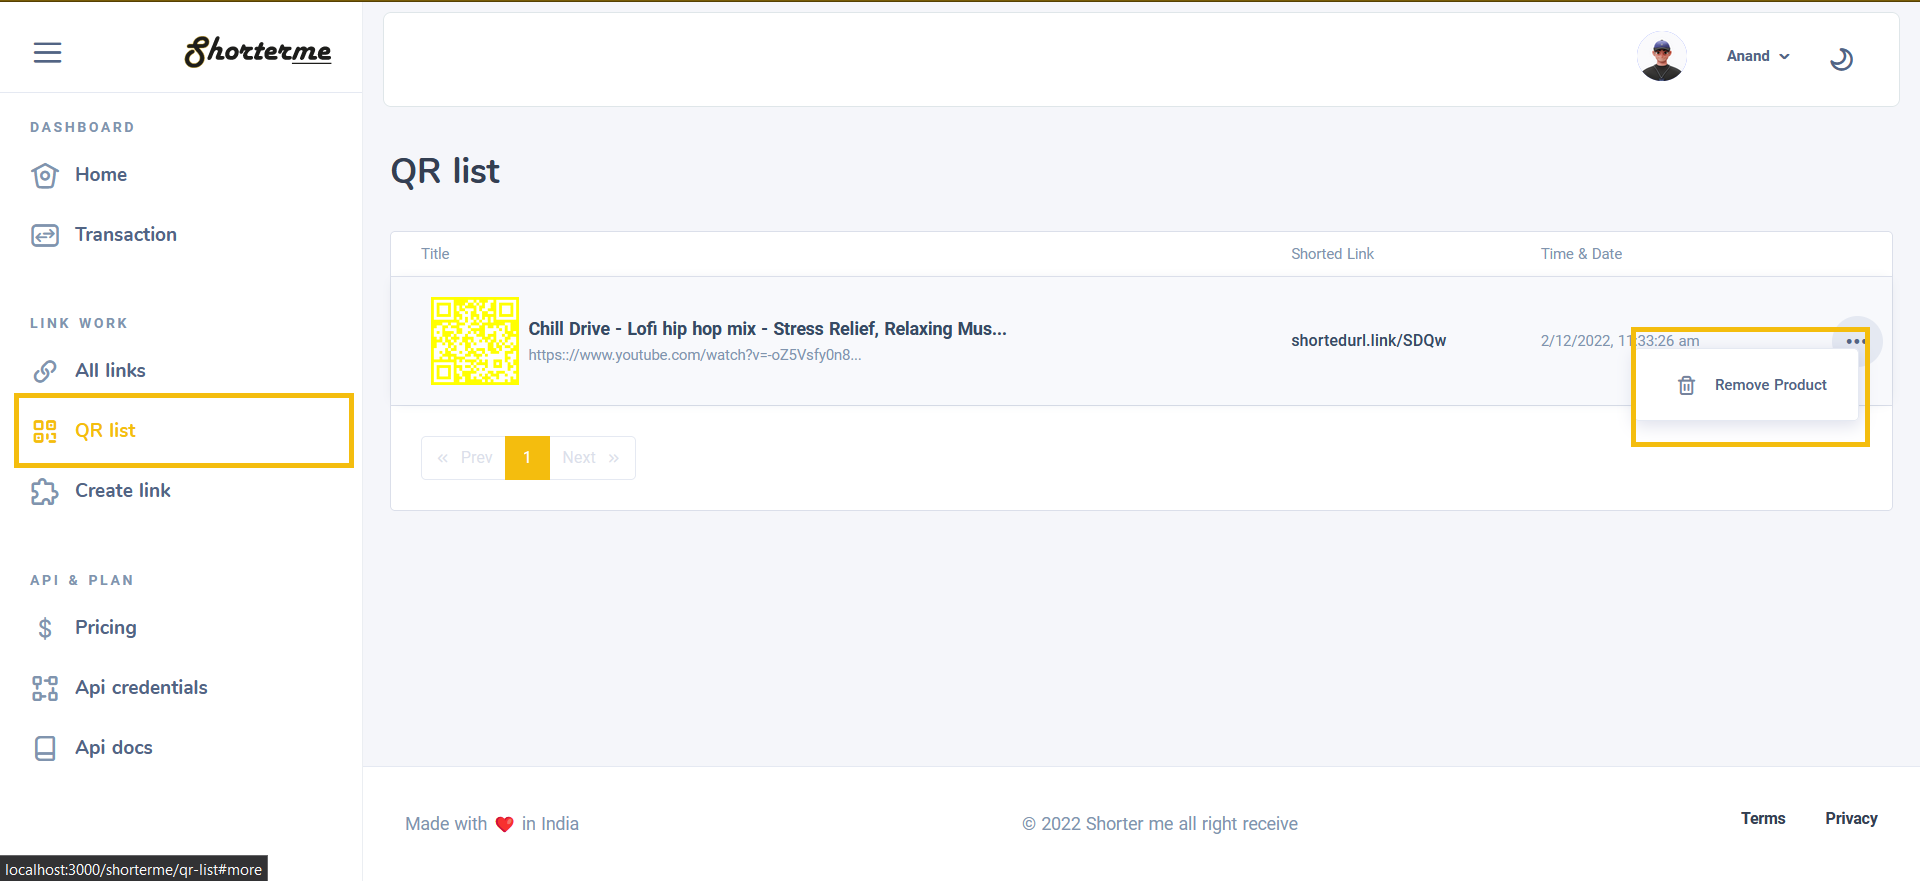 Shorterme
Anand
DASHBOARD
Home
Transaction
LINK WORK
All links
QR list
Create link
API & PLAN
Pricing
Api credentials
Api docs
QR list
Title Shorted Link Time & Date
Chill Drive - Lofi hip hop mix - Stress Relief, Relaxing Mus...
https://www.youtube.com/watch?v=-oZ5Vsfy0n8...
shortedurl.link/SDQw
2/12/2022, 11:33:26 am
Remove Product
« Prev 1 Next »
Made with ❤️ in India
© 2022 Shorter me all right receive
Terms Privacy
localhost:3000/shorterme/qr-list#more